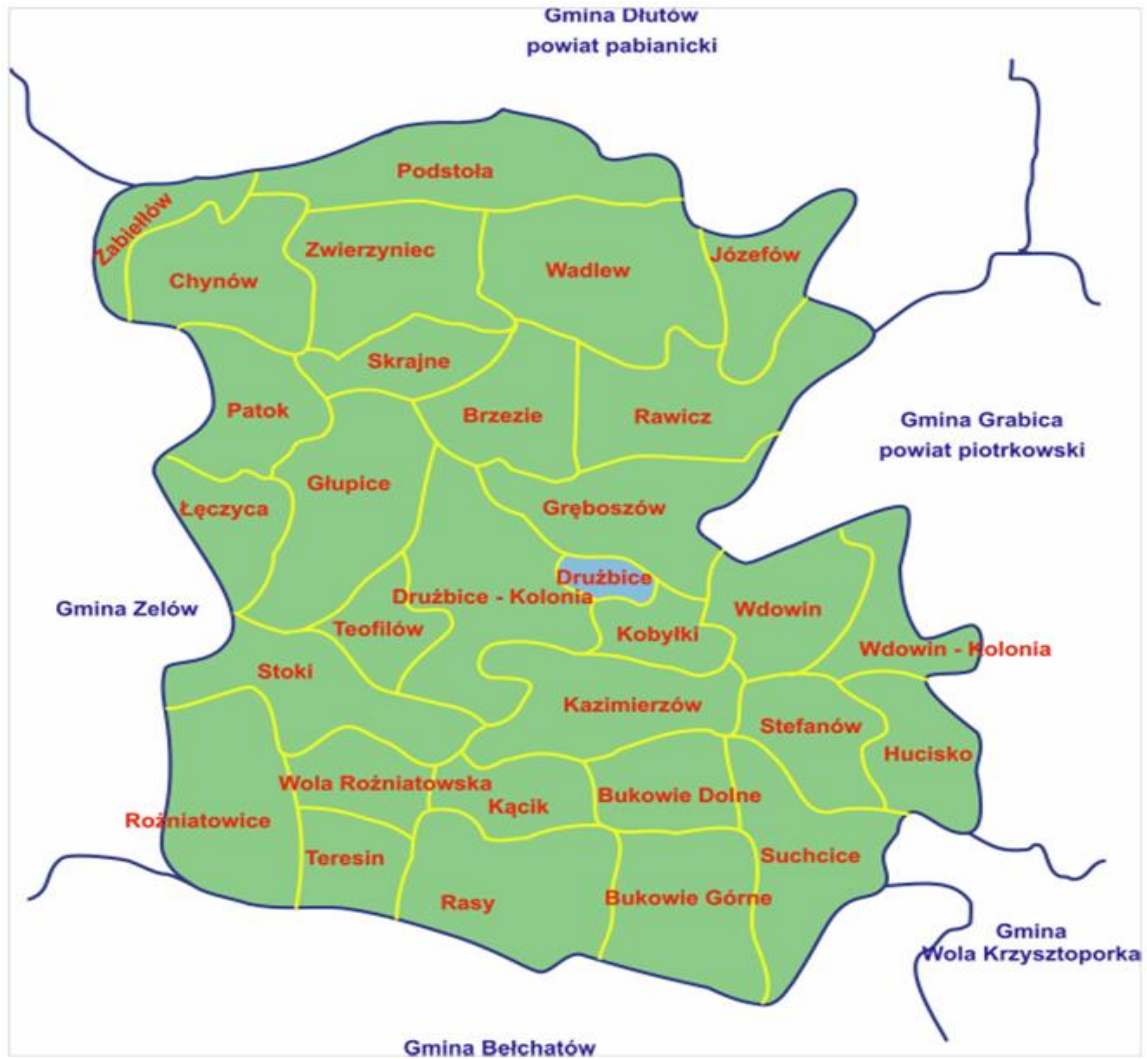 Gmina Dłutów
powiat pabianicki
Podstoła
Żabiełłów
Chynów
Zwierzyniec
Wadlew
Józefów
Skrajne
Patok
Brzezie
Rawicz
Gmina Grabica
powiat piotrkowski
Głupice
Łęczyca
Gręboszów
Drużbice
Drużbice - Kolonia
Gmina Zelów
Teofilów
Kobyłki
Wdowin
Wdowin - Kolonia
Stoki
Kazimierzów
Stefanów
Hucisko
Wola Rożniatowska
Kącik
Bukowie Dolne
Rożniatowice
Teresin
Suchcice
Rasy
Bukowie Górne
Gmina
Wola Krzysztoporka
Gmina Bełchatów